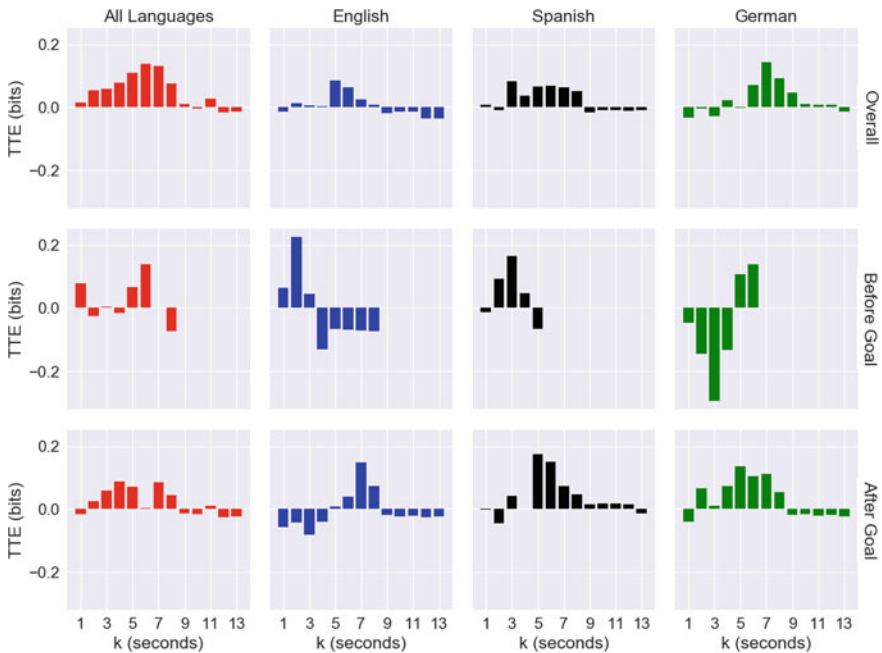 All Languages English Spanish German
0.2
0.0
−0.2
TTE (bits)
Overall
0.2
0.0
−0.2
TTE (bits)
Before Goal
0.2
0.0
−0.2
TTE (bits)
After Goal
1 3 5 7 9 11 13 1 3 5 7 9 11 13 1 3 5 7 9 11 13 1 3 5 7 9 11 13
k (seconds) k (seconds) k (seconds) k (seconds)